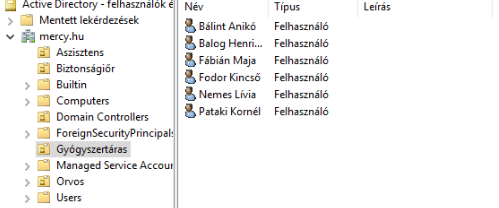 Active Directory - felhasználók é
Mentett lekérdezések
mercy.hu
Aszisztens
Biztonságiőr
Builtin
Computers
Domain Controllers
ForeignSecurityPrincipals
Gyógyszertáras
Managed Service Accour
Orvos
Users
Név Típus Leírás
Bálint Anikó Felhasználó
Balog Henri... Felhasználó
Fábián Maja Felhasználó
Fodor Kincső Felhasználó
Nemes Lívia Felhasználó
Pataki Kornél Felhasználó